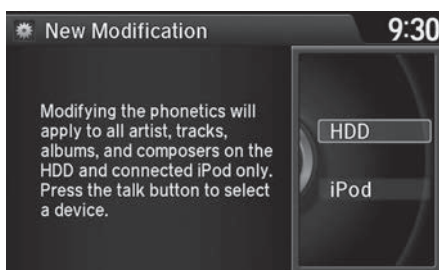 New Modification
9:30
Modifying the phonetics will
apply to all artist, tracks,
albums, and composers on the
HDD and connected iPod only.
Press the talk button to select
a device.
HDD
iPod